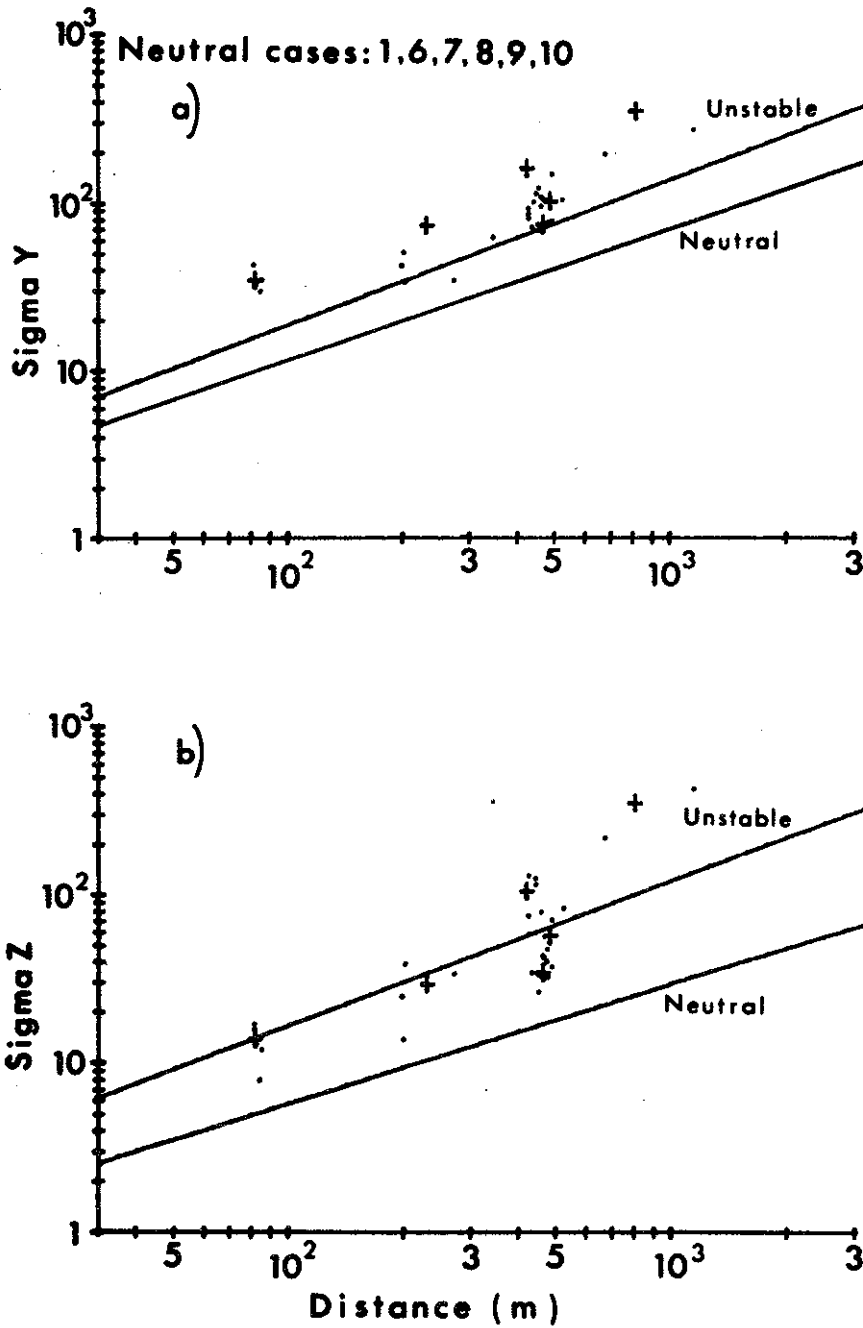 10³
Neutral cases: 1,6,7,8,9,10
a)
Unstable
10²
Neutral
Sigma Y
10
1
5
10²
3
5
10³
3
10³
b)
Unstable
10²
Sigma Z
Neutral
10
1
5
10²
3
5
10³
3
Distance (m)